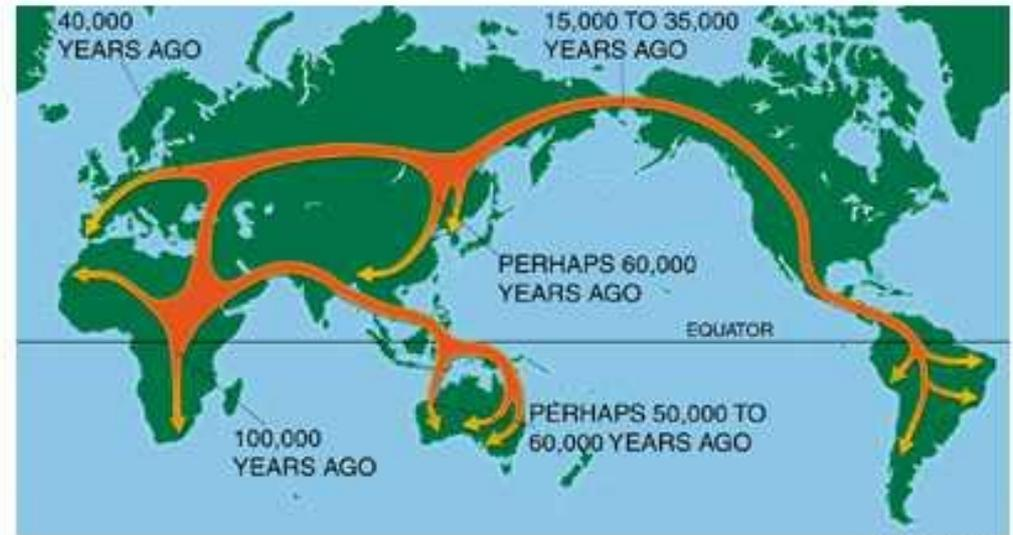 40,000
YEARS AGO
15,000 TO 35,000
YEARS AGO
PERHAPS 60,000
YEARS AGO
EQUATOR
PERHAPS 50,000 TO
60,000 YEARS AGO
100,000
YEARS AGO